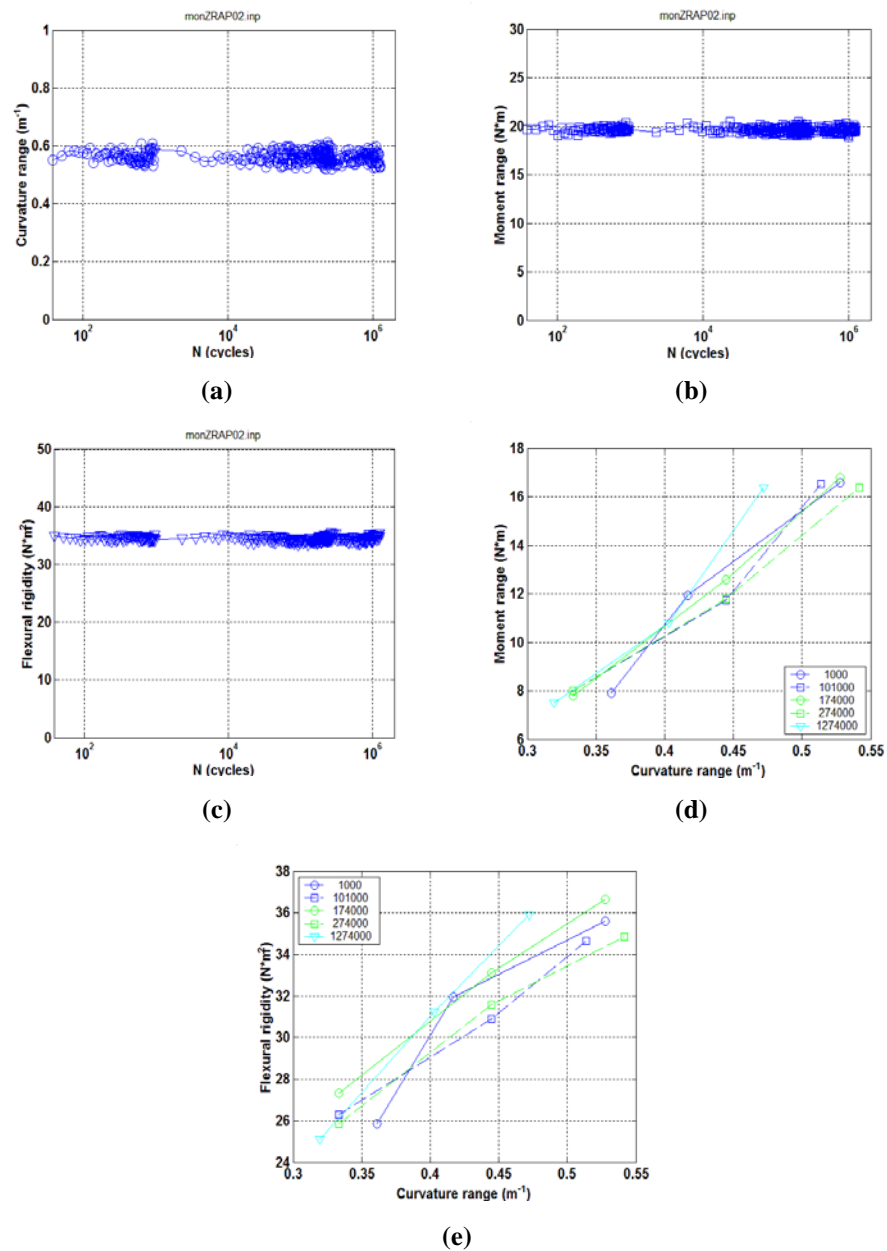 monZRAP02.inp
1
0.8
0.6
0.4
0.2
0
Curvature range (m⁻¹)
10² 10⁴ 10⁶
N (cycles)
(a)
monZRAP02.inp
30
25
20
15
10
5
0
Moment range (N*m)
10² 10⁴ 10⁶
N (cycles)
(b)
monZRAP02.inp
50
40
30
20
10
0
Flexural rigidity (N*m²)
10² 10⁴ 10⁶
N (cycles)
(c)
18
16
14
12
10
8
6
Moment range (N*m)
1000
101000
174000
274000
1274000
0.3 0.35 0.4 0.45 0.5 0.55
Curvature range (m⁻¹)
(d)
38
36
34
32
30
28
26
24
Flexural rigidity (N*m²)
1000
101000
174000
274000
1274000
0.3 0.35 0.4 0.45 0.5 0.55
Curvature range (m⁻¹)
(e)